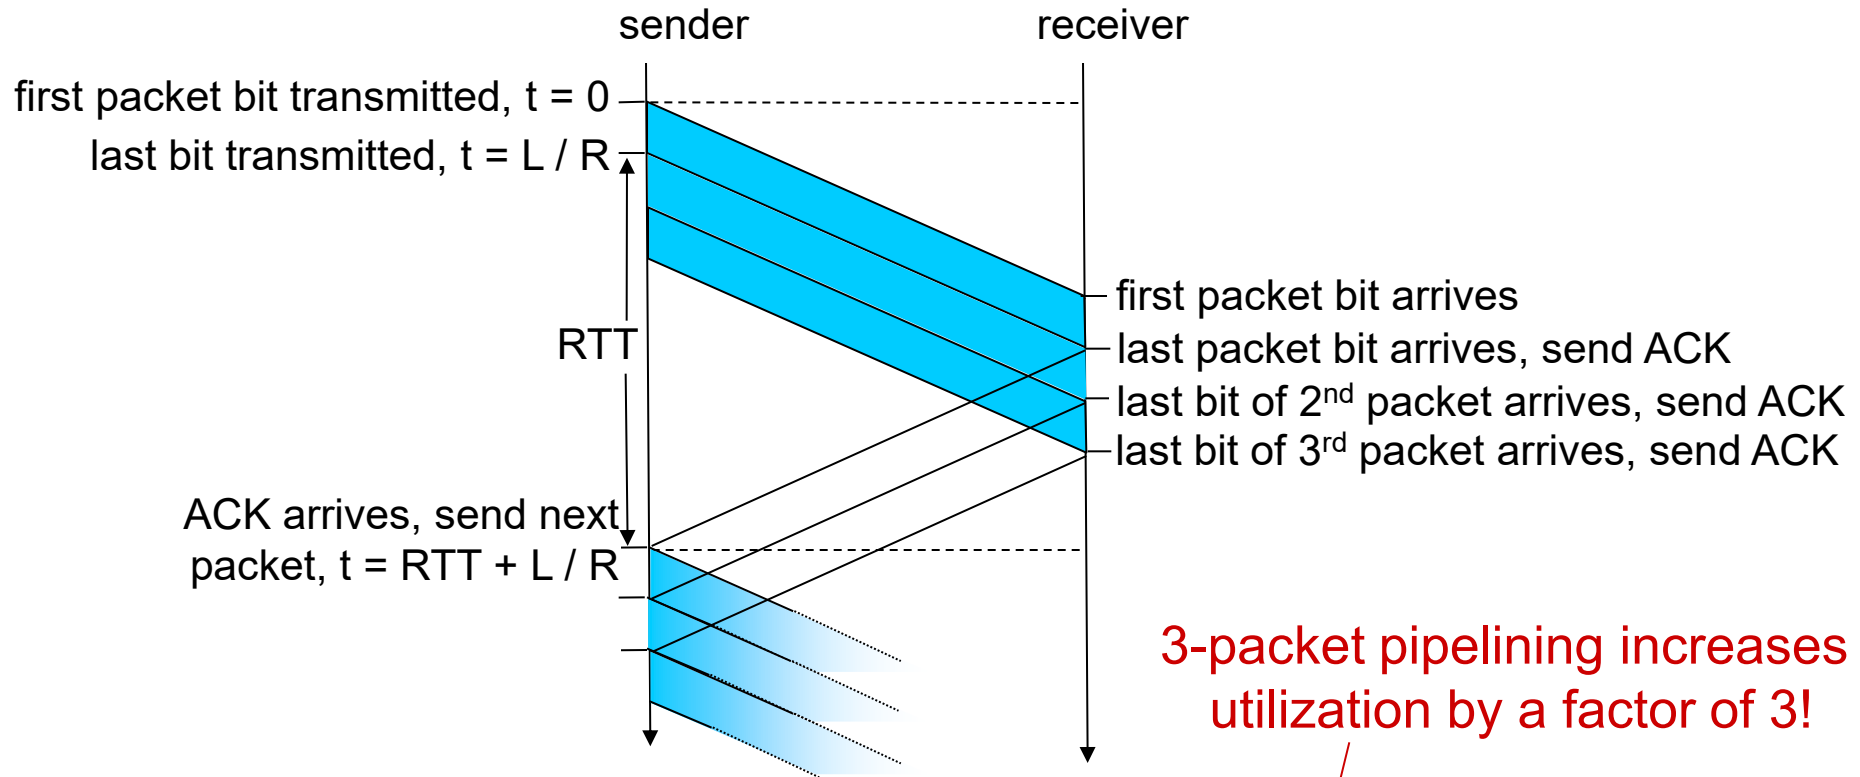 sender
receiver
first packet bit transmitted, t = 0
last bit transmitted, t = L / R
RTT
first packet bit arrives
last packet bit arrives, send ACK
last bit of 2nd packet arrives, send ACK
last bit of 3rd packet arrives, send ACK
ACK arrives, send next
packet, t = RTT + L / R
3-packet pipelining increases
utilization by a factor of 3!